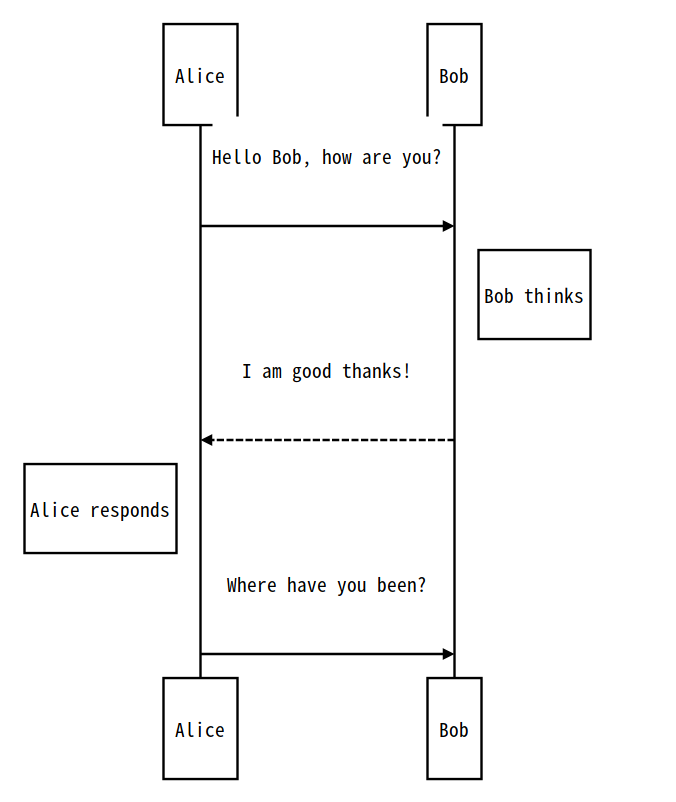 Alice
Bob
Hello Bob, how are you?
Bob thinks
I am good thanks!
Alice responds
Where have you been?
Alice
Bob